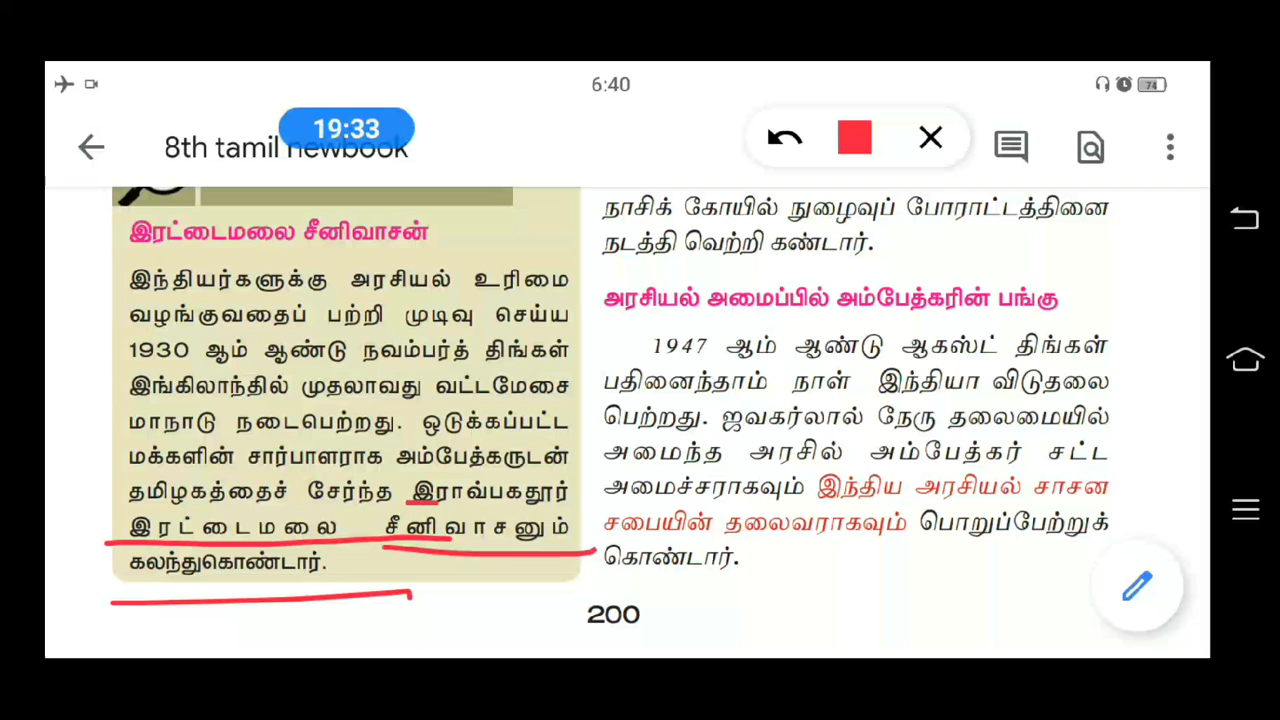 6:40
74
19:33
8th tamil newbook
இரட்டைமலை சீனிவாசன்
இந்தியர்களுக்கு அரசியல் உரிமை
வழங்குவதைப் பற்றி முடிவு செய்ய
1930 ஆம் ஆண்டு நவம்பர்த் திங்கள்
இங்கிலாந்தில் முதலாவது வட்டமேசை
மாநாடு நடைபெற்றது. ஒடுக்கப்பட்ட
மக்களின் சார்பாளராக அம்பேத்கருடன்
தமிழகத்தைச் சேர்ந்த இராவ்பகதூர்
இரட்டைமலை சீனிவாசனும்
கலந்துகொண்டார்.
நாசிக் கோயில் நுழைவுப் போராட்டத்தினை
நடத்தி வெற்றி கண்டார்.
அரசியல் அமைப்பில் அம்பேத்கரின் பங்கு
1947 ஆம் ஆண்டு ஆகஸ்ட் திங்கள்
பதினைந்தாம் நாள் இந்தியா விடுதலை
பெற்றது. ஜவகர்லால் நேரு தலைமையில்
அமைந்த அரசில் அம்பேத்கர் சட்ட
அமைச்சராகவும் இந்திய அரசியல் சாசன
சபையின் தலைவராகவும் பொறுப்பேற்றுக்
கொண்டார்.
200